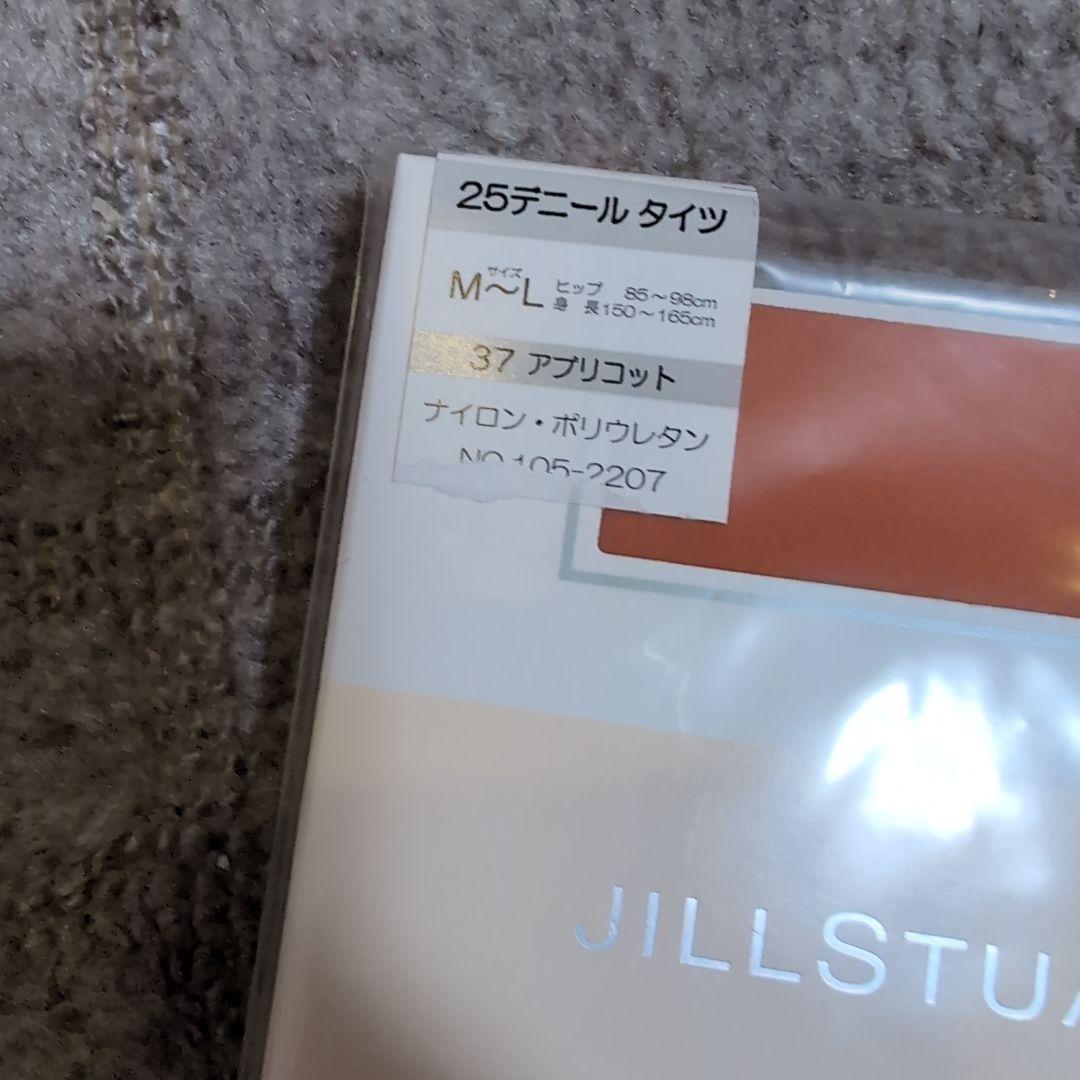 25デニール タイツ
サイズ
M〜L ヒップ 85〜98cm
身 長150〜165cm
37 アプリコット
ナイロン・ポリウレタン
NO.105-2207
JILLSTUA